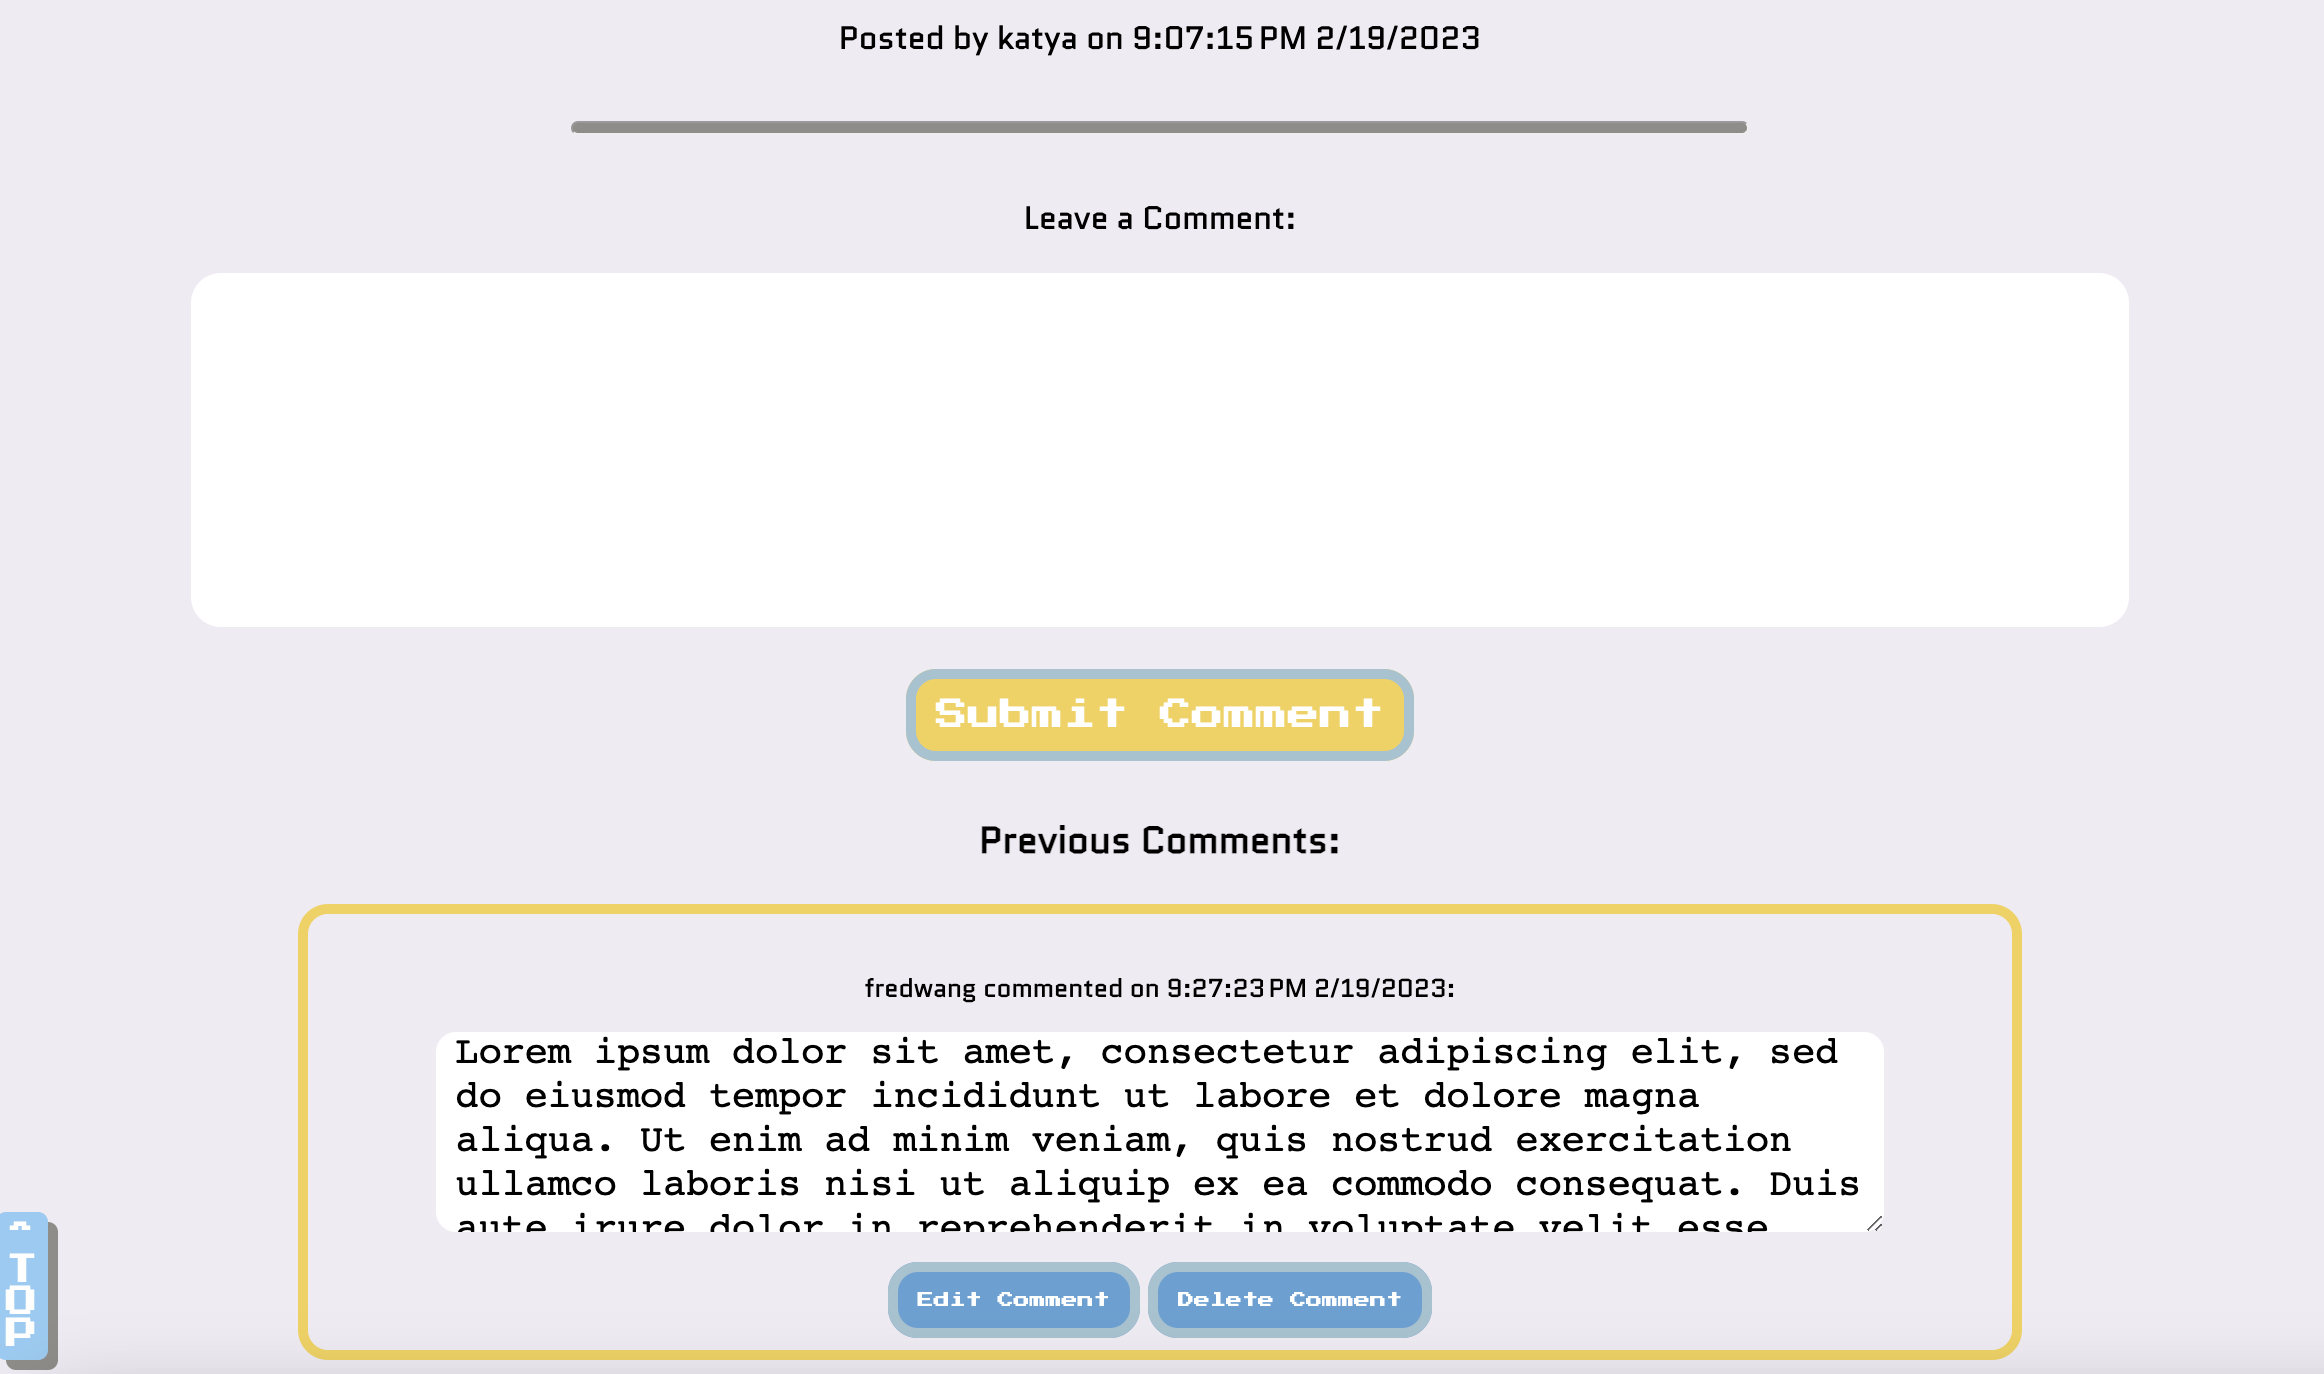 Posted by katya on 9:07:15 PM 2/19/2023
Leave a Comment:
Submit Comment
Previous Comments:
fredwang commented on 9:27:23 PM 2/19/2023:
Lorem ipsum dolor sit amet, consectetur adipiscing elit, sed
do eiusmod tempor incididunt ut labore et dolore magna
aliqua. Ut enim ad minim veniam, quis nostrud exercitation
ullamco laboris nisi ut aliquip ex ea commodo consequat. Duis
aute irure dolor in reprehenderit in voluptate velit esse
Edit Comment
Delete Comment
^ TOP